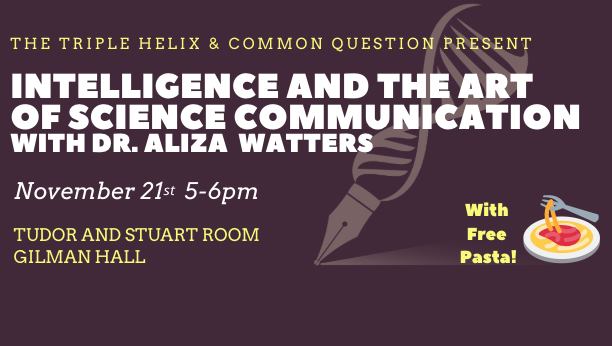 THE TRIPLE HELIX & COMMON QUESTION PRESENT
INTELLIGENCE AND THE ART
OF SCIENCE COMMUNICATION
WITH DR. ALIZA WATTERS
November 21st 5-6pm
TUDOR AND STUART ROOM
GILMAN HALL
With
Free
Pasta!